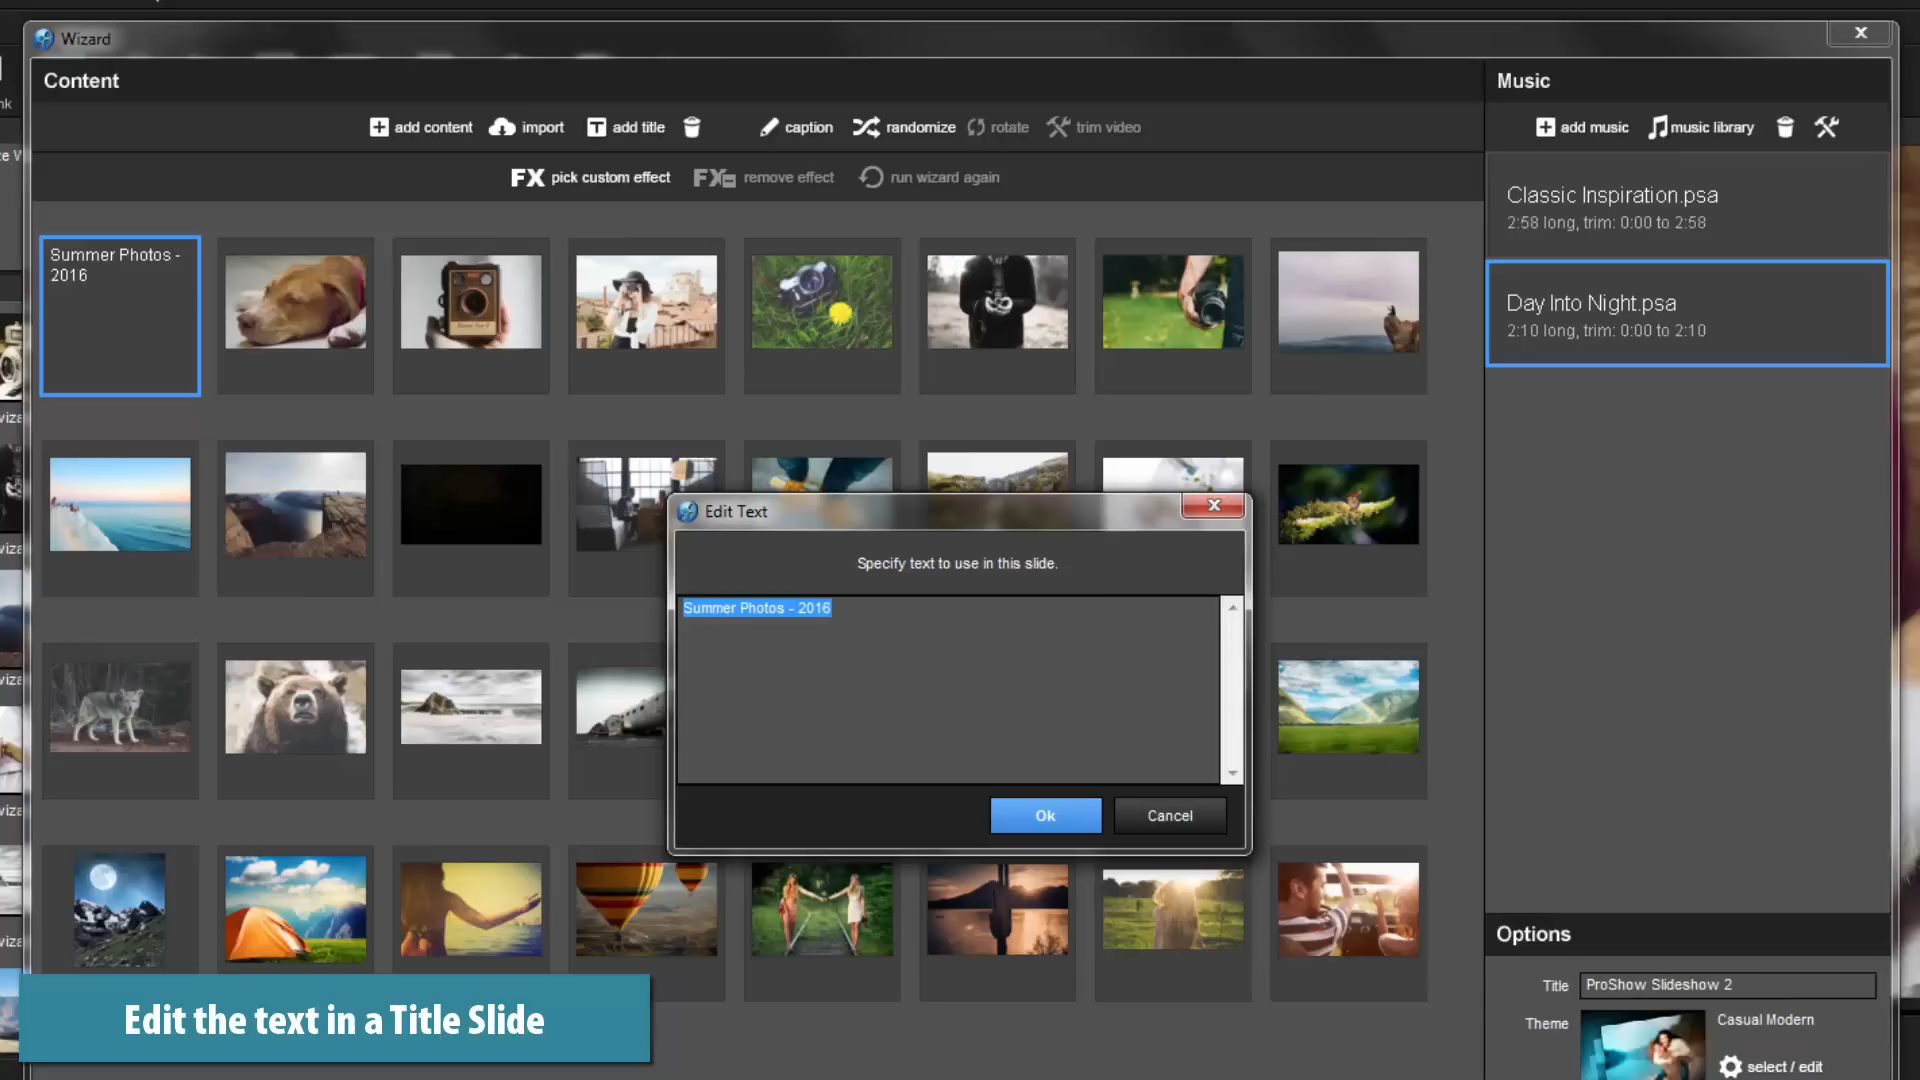 Wizard
Content
Music
nk
add content
import
T add title
caption
randomize
rotate
trim video
add music
music library
FX pick custom effect
FX remove effect
run wizard again
Summer Photos -
2016
Classic Inspiration.psa
2:58 long, trim: 0:00 to 2:58
Day Into Night.psa
2:10 long, trim: 0:00 to 2:10
Edit Text
Specify text to use in this slide.
Summer Photos - 2016
Ok
Cancel
Options
Title
ProShow Slideshow 2
Theme
Casual Modern
select / edit
Edit the text in a Title Slide